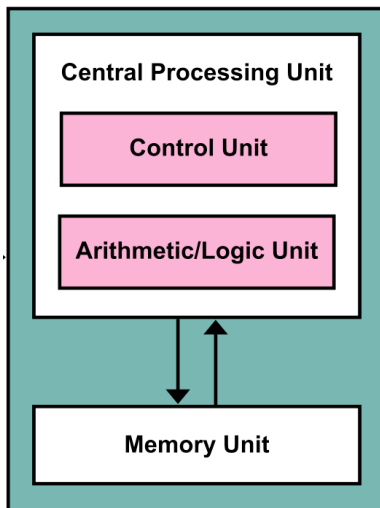 Central Processing Unit
Control Unit
Arithmetic/Logic Unit
Memory Unit